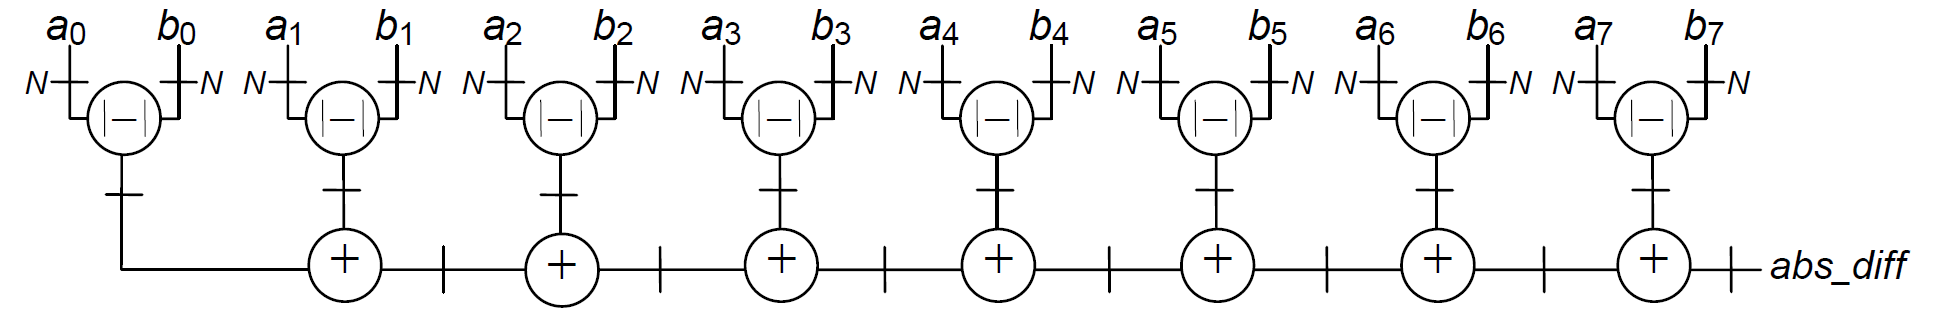 a0 b0 a1 b1 a2 b2 a3 b3 a4 b4 a5 b5 a6 b6 a7 b7
N N N N N N N N N N N N N N N N
|−| |−| |−| |−| |−| |−| |−| |−|
+ + + + + + + abs_diff